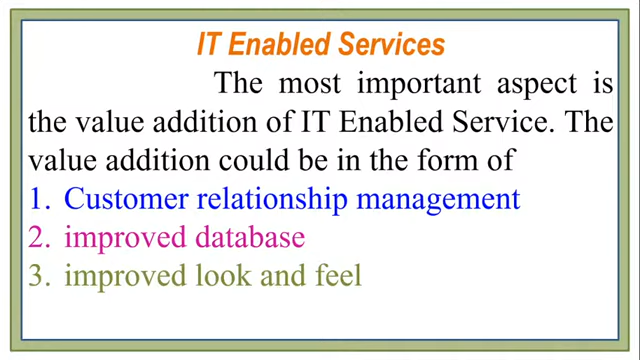 IT Enabled Services
The most important aspect is
the value addition of IT Enabled Service. The
value addition could be in the form of
1. Customer relationship management
2. improved database
3. improved look and feel